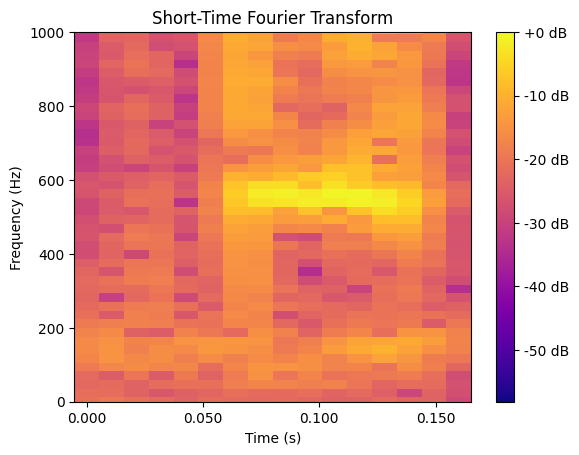 Short-Time Fourier Transform
1000
800
600
400
200
0
Frequency (Hz)
0.000
0.050
0.100
0.150
Time (s)
+0 dB
-10 dB
-20 dB
-30 dB
-40 dB
-50 dB